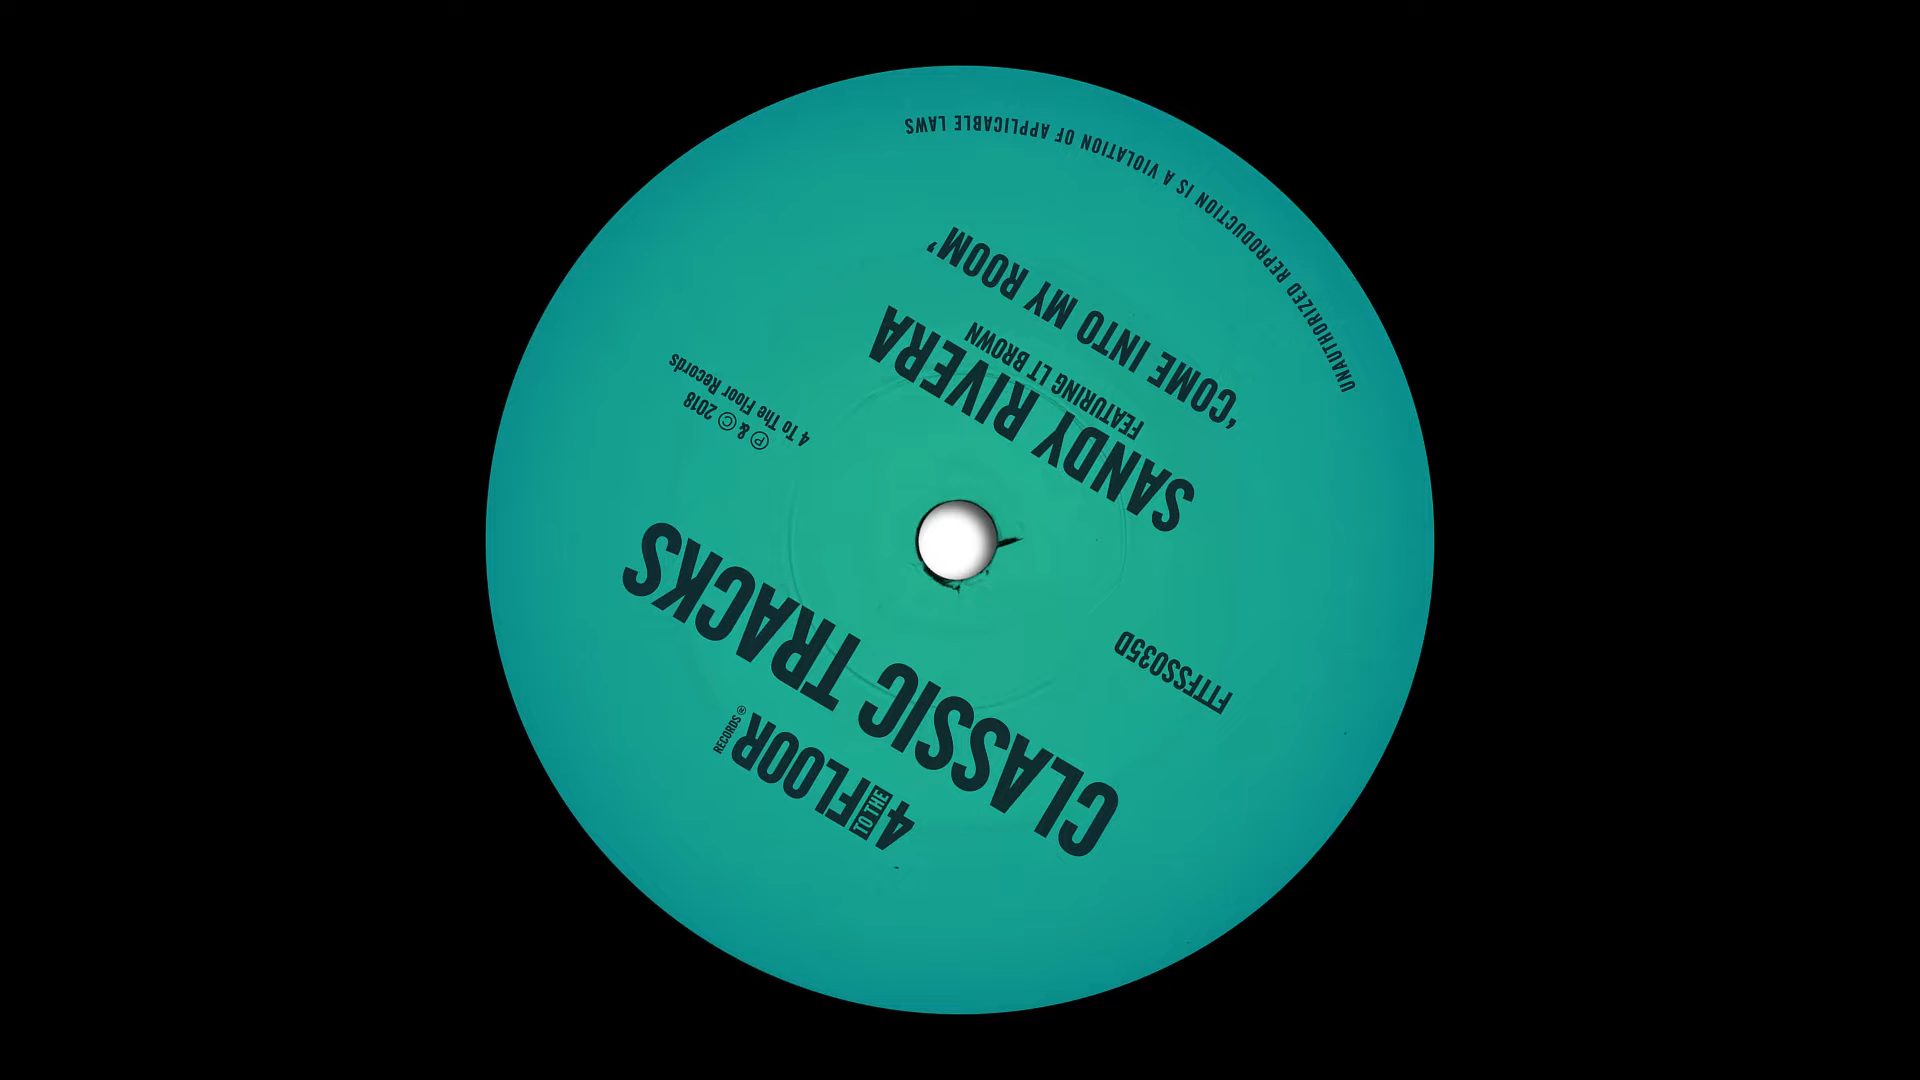 4 TO THE FLOOR
RECORDS®
CLASSIC TRACKS
FTFSS035D
℗ & © 2018
4 To The Floor Records
SANDY RIVERA
FEATURING LT BROWN
‘COME INTO MY ROOM’
UNAUTHORIZED REPRODUCTION IS A VIOLATION OF APPLICABLE LAWS